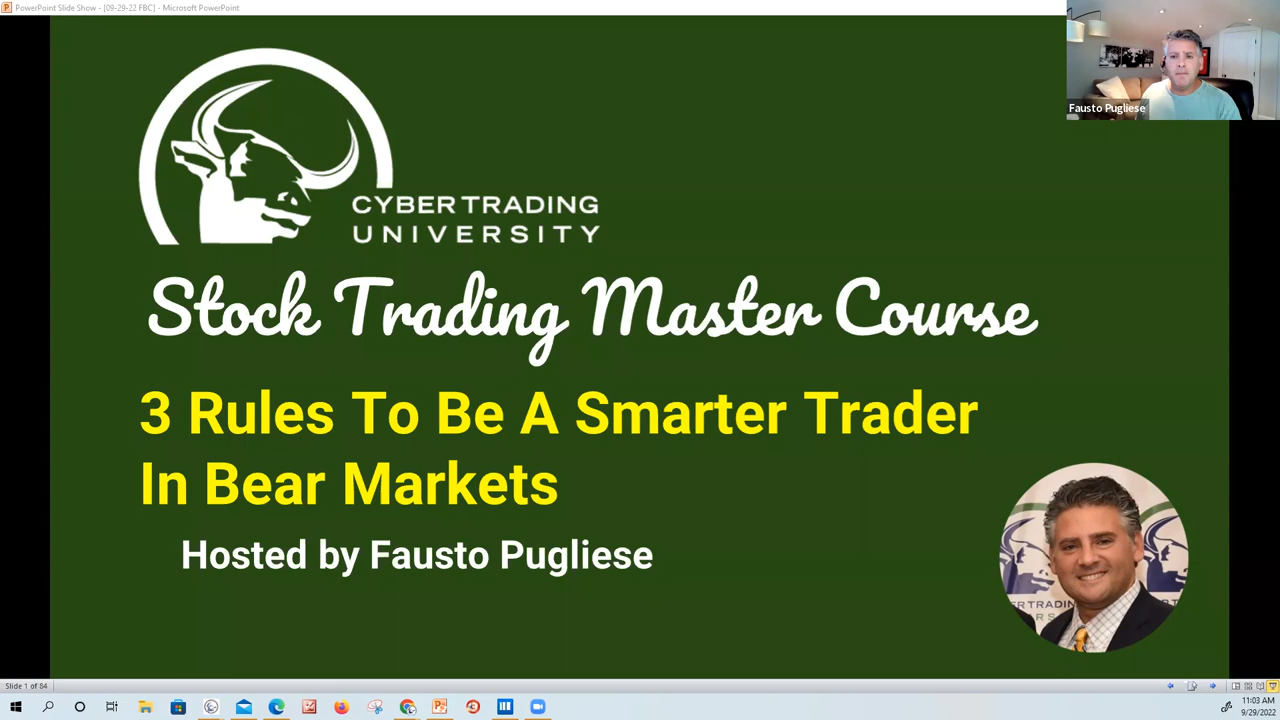 PowerPoint Slide Show - [09-29-22 FBC] - Microsoft PowerPoint
Fausto Pugliese
CYBERTRADING
UNIVERSITY
Stock Trading Master Course
3 Rules To Be A Smarter Trader
In Bear Markets
Hosted by Fausto Pugliese
Slide 1 of 84
11:03 AM
9/29/2022